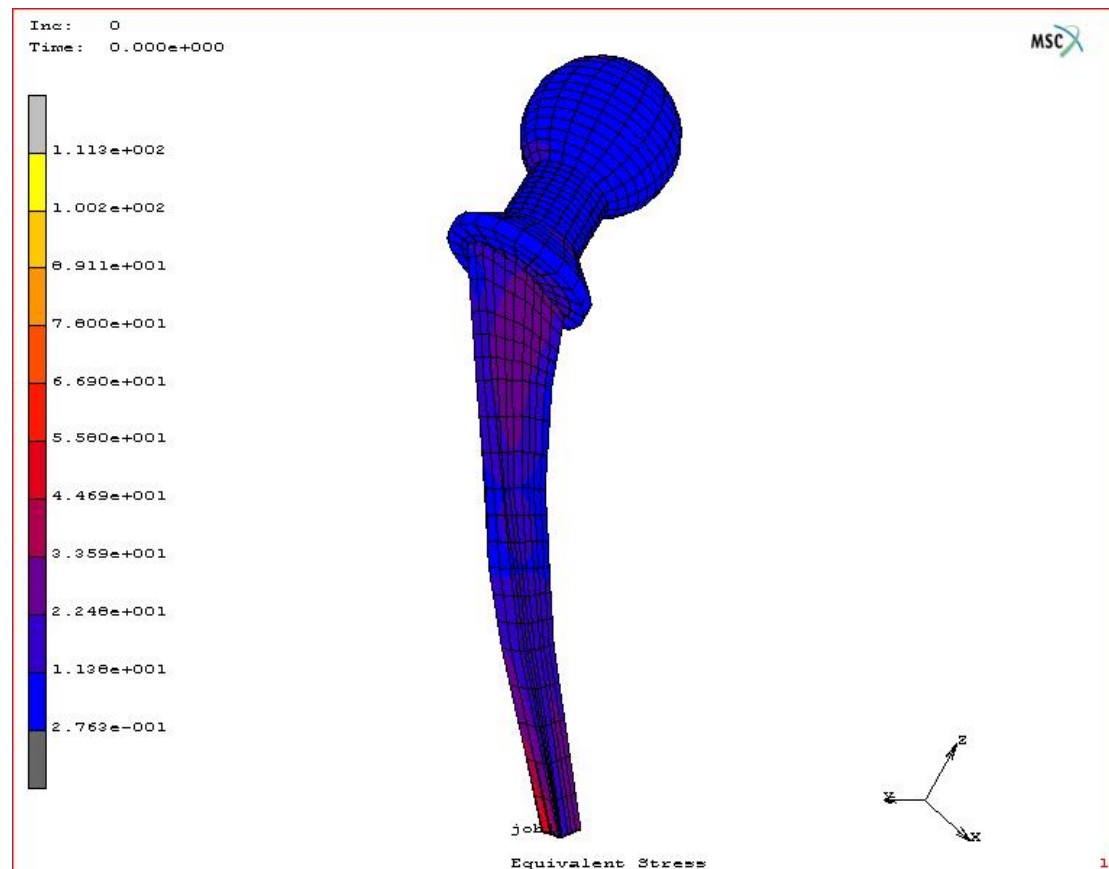 Inc: 0
Time: 0.000e+000
MSC
1.113e+002
1.002e+002
8.911e+001
7.800e+001
6.690e+001
5.580e+001
4.469e+001
3.359e+001
2.248e+001
1.138e+001
2.763e-001
Z
Y
X
job1
Equivalent Stress
1